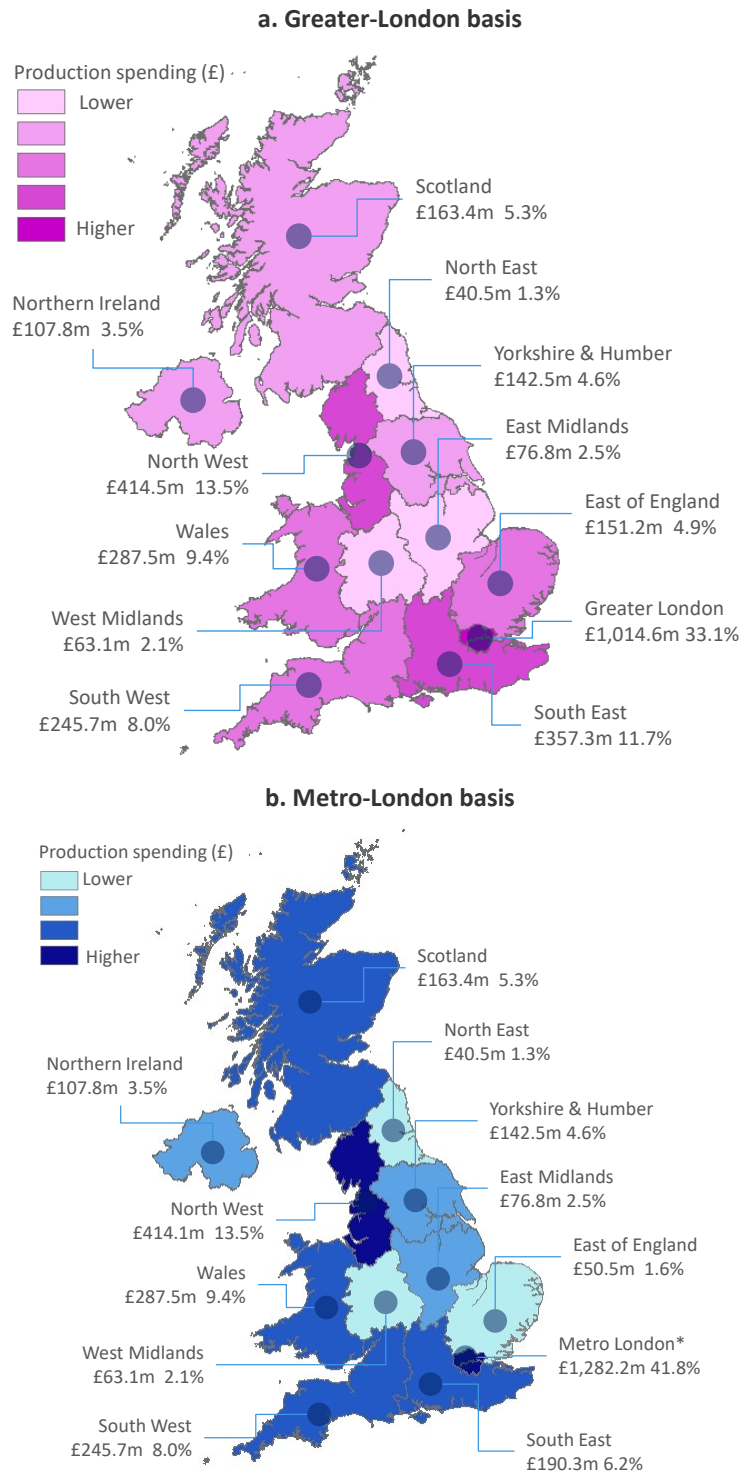 a. Greater-London basis
Production spending (£)
Lower
Higher
Scotland
£163.4m 5.3%
North East
£40.5m 1.3%
Northern Ireland
£107.8m 3.5%
Yorkshire & Humber
£142.5m 4.6%
East Midlands
£76.8m 2.5%
North West
£414.5m 13.5%
East of England
£151.2m 4.9%
Wales
£287.5m 9.4%
Greater London
£1,014.6m 33.1%
West Midlands
£63.1m 2.1%
South West
£245.7m 8.0%
South East
£357.3m 11.7%
b. Metro-London basis
Production spending (£)
Lower
Higher
Scotland
£163.4m 5.3%
North East
£40.5m 1.3%
Northern Ireland
£107.8m 3.5%
Yorkshire & Humber
£142.5m 4.6%
East Midlands
£76.8m 2.5%
North West
£414.1m 13.5%
East of England
£50.5m 1.6%
Wales
£287.5m 9.4%
Metro London*
£1,282.2m 41.8%
West Midlands
£63.1m 2.1%
South West
£245.7m 8.0%
South East
£190.3m 6.2%